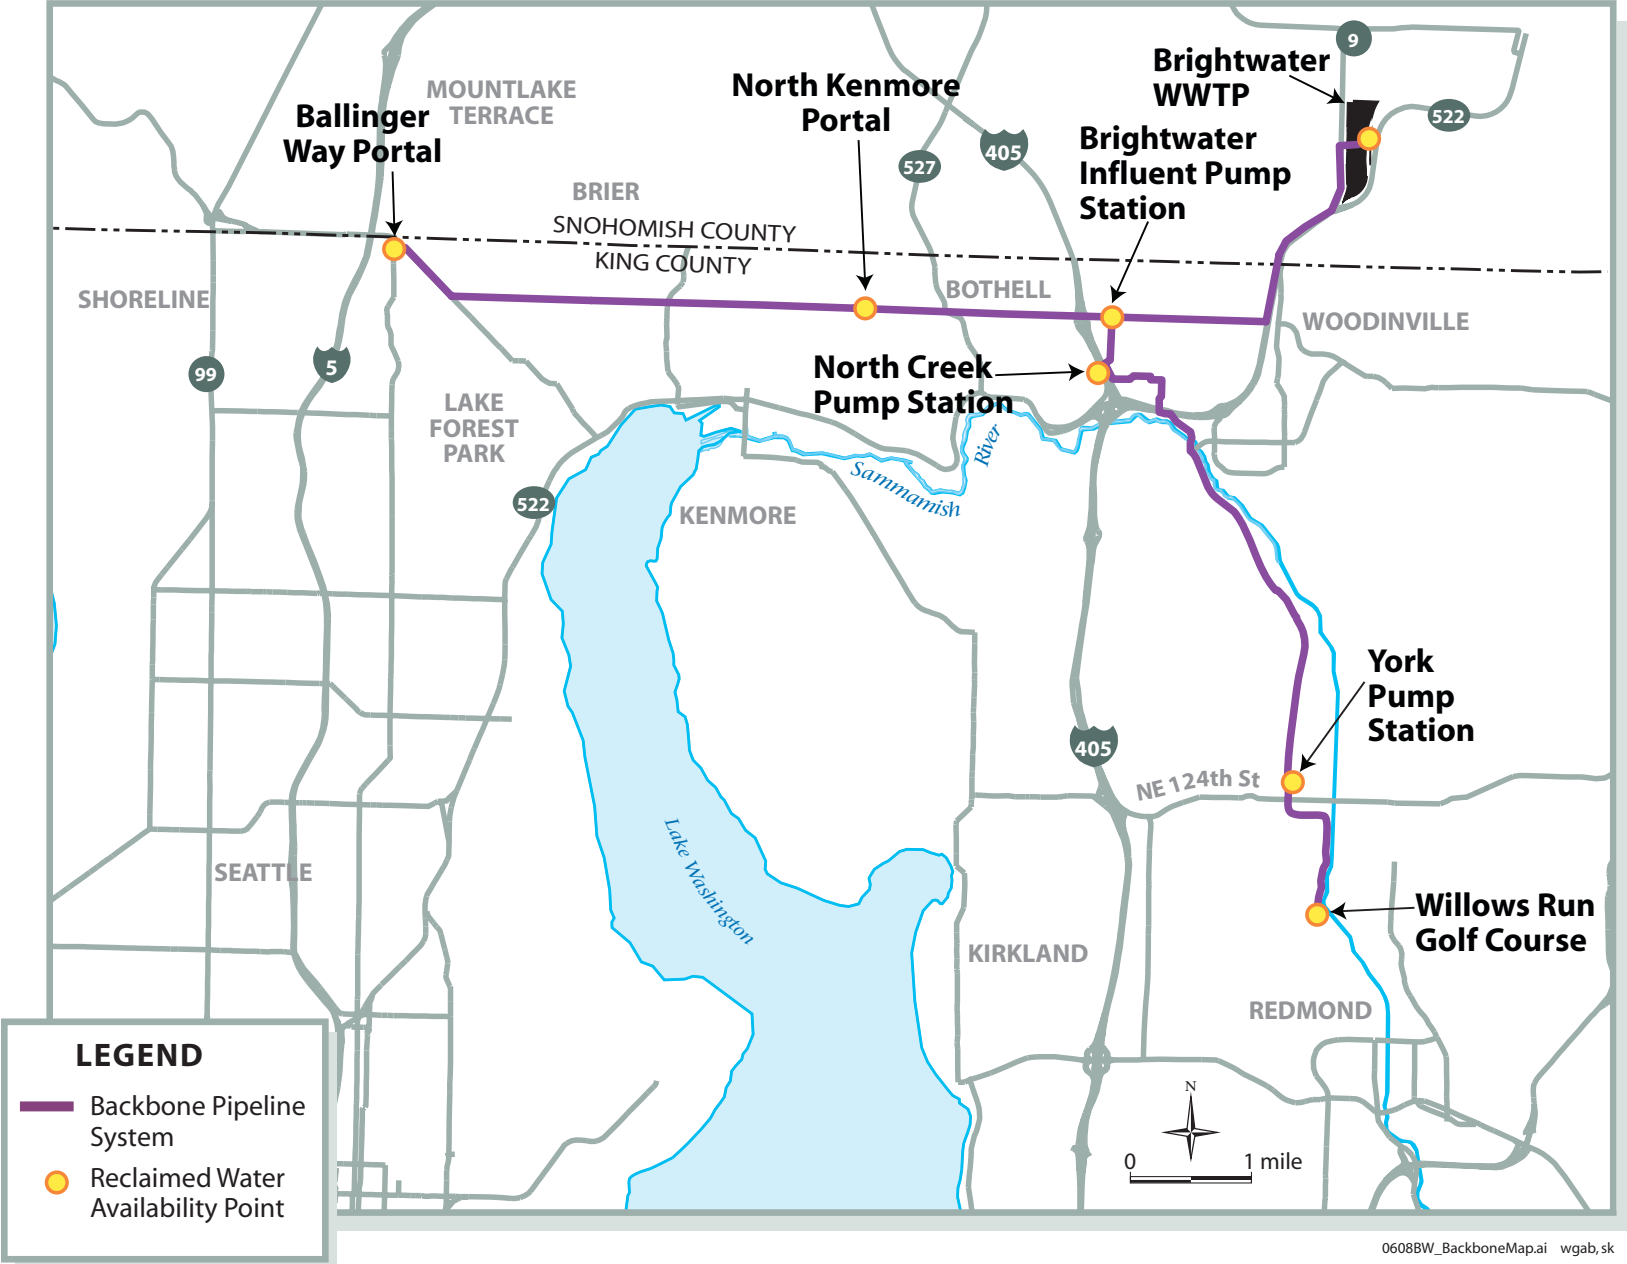 9
Brightwater
WWTP
522
MOUNTLAKE
TERRACE
North Kenmore
Portal
Ballinger
Way Portal
405
527
Brightwater
Influent Pump
Station
BRIER
SNOHOMISH COUNTY
KING COUNTY
SHORELINE
BOTHELL
WOODINVILLE
99
5
North Creek
Pump Station
LAKE
FOREST
PARK
Sammamish
River
522
KENMORE
York
Pump
Station
405
NE 124th St
Lake Washington
SEATTLE
Willows Run
Golf Course
KIRKLAND
REDMOND
LEGEND
Backbone Pipeline
System
Reclaimed Water
Availability Point
N
0 1 mile
0608BW_BackboneMap.ai wgab, sk